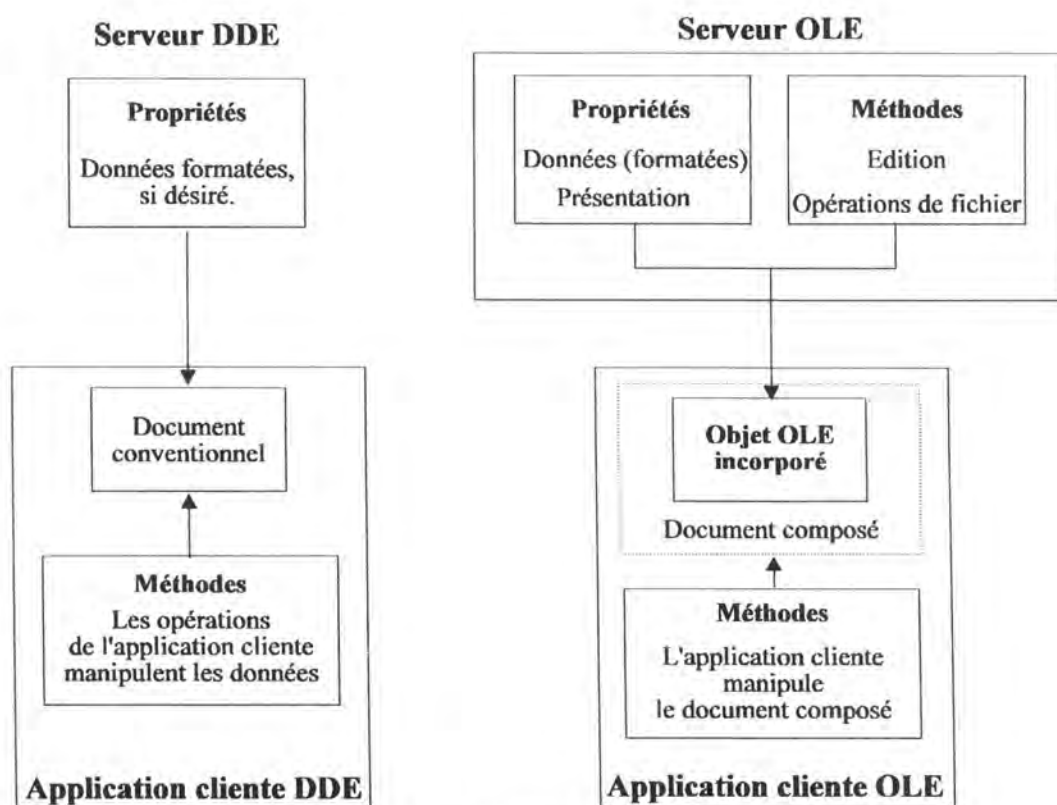 Serveur DDE
Propriétés
Données formatées,
si désiré.
Document
conventionnel
Méthodes
Les opérations
de l'application cliente
manipulent les données
Application cliente DDE
Serveur OLE
Propriétés
Données (formatées)
Présentation
Méthodes
Edition
Opérations de fichier
Objet OLE
incorporé
Document composé
Méthodes
L'application cliente
manipule
le document composé
Application cliente OLE